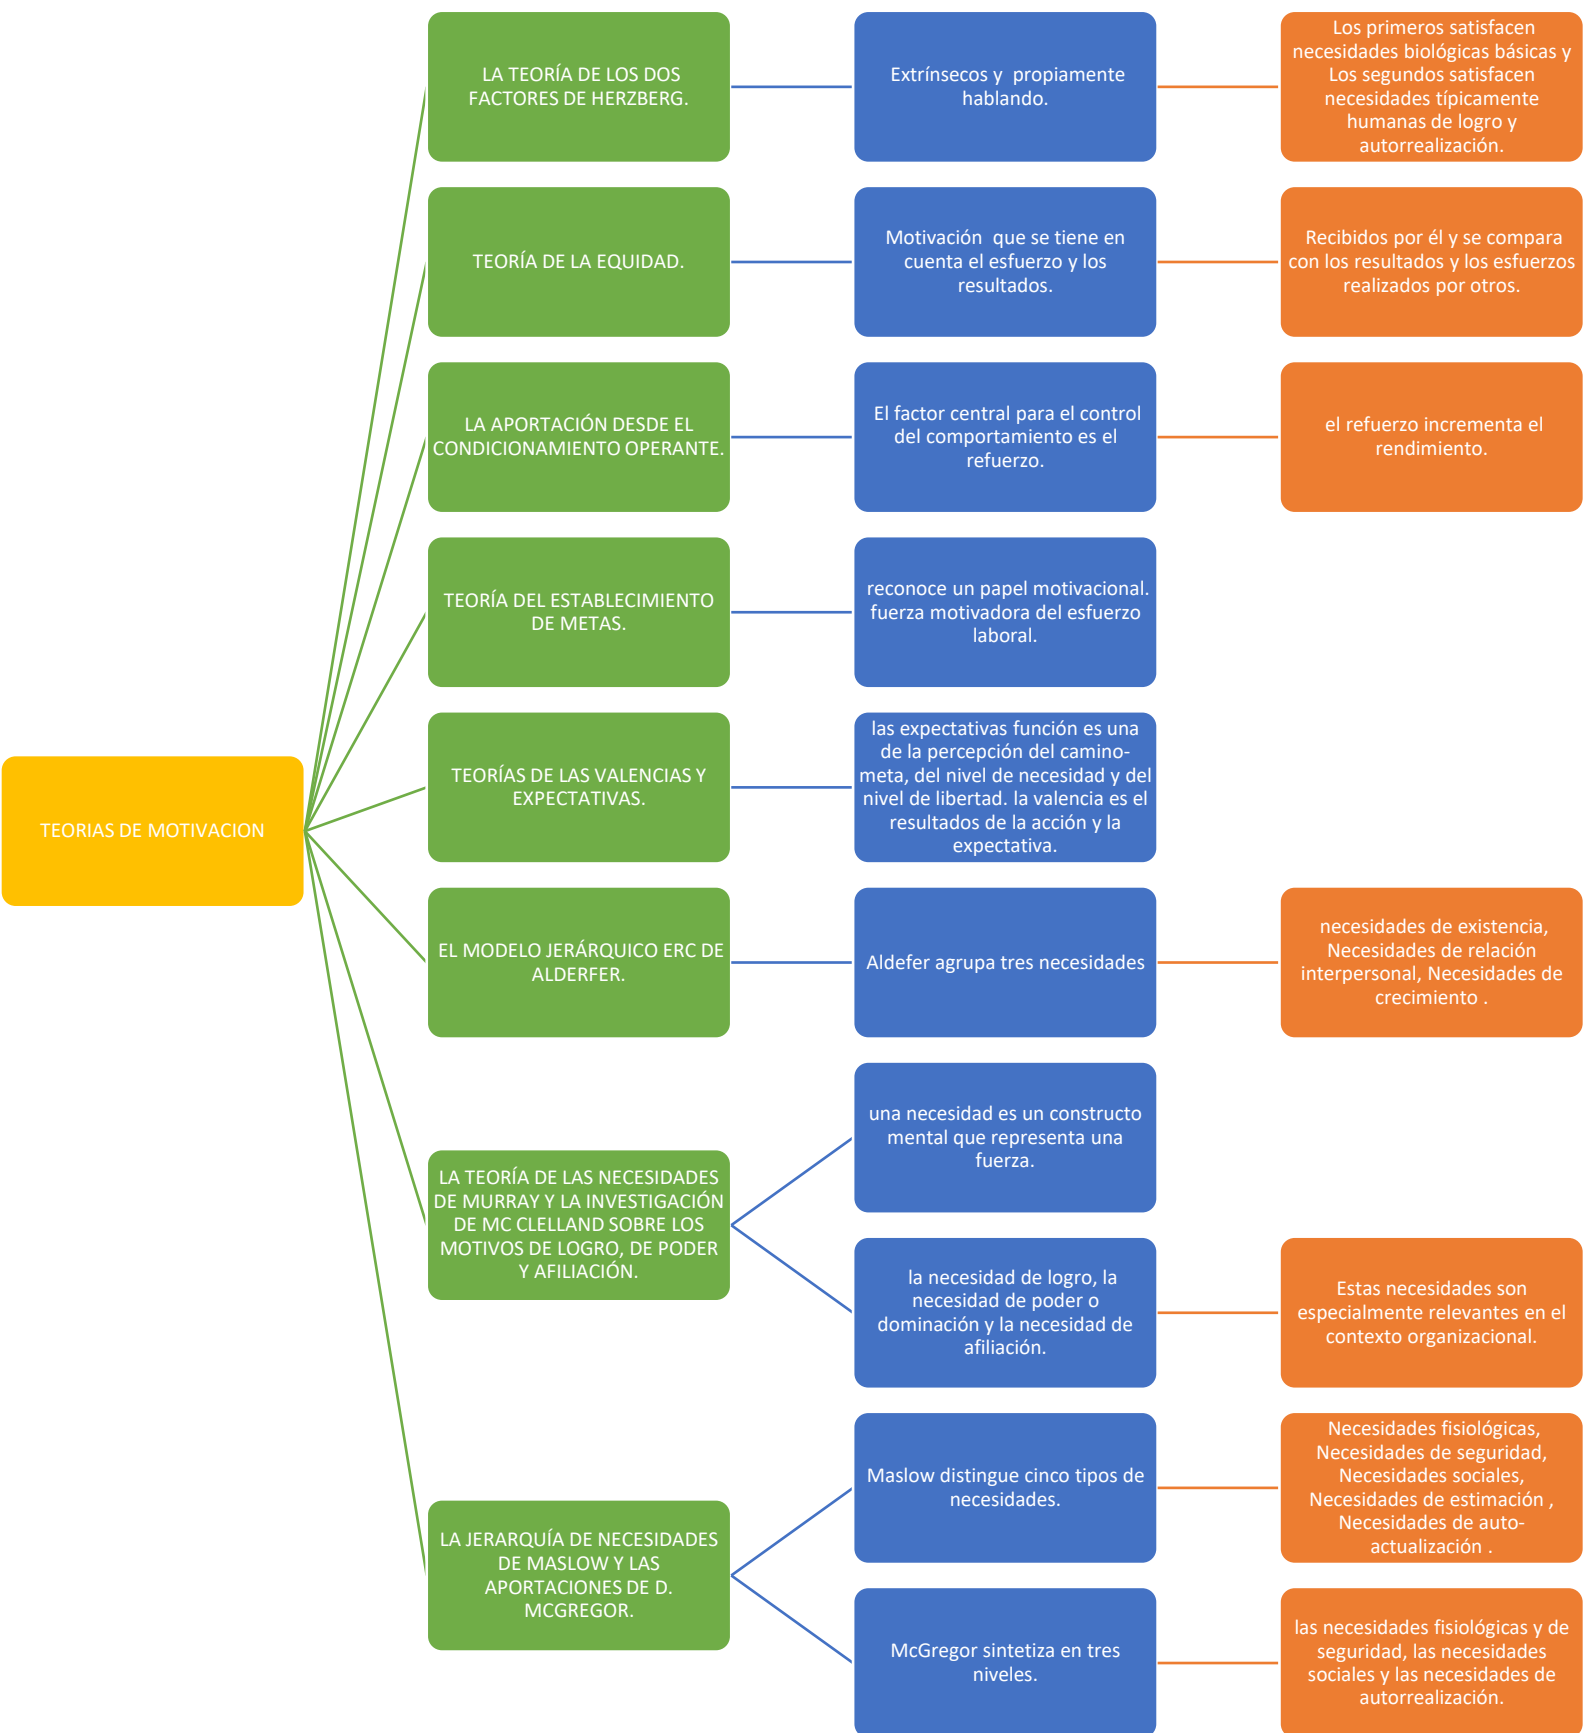 LA TEORÍA DE LOS DOS
FACTORES DE HERZBERG.
Extrínsecos y propiamente
hablando.
Los primeros satisfacen
necesidades biológicas básicas y
Los segundos satisfacen
necesidades típicamente
humanas de logro y
autorrealización.
TEORÍA DE LA EQUIDAD.
Motivación que se tiene en
cuenta el esfuerzo y los
resultados.
Recibidos por él y se compara
con los resultados y los esfuerzos
realizados por otros.
LA APORTACIÓN DESDE EL
CONDICIONAMIENTO OPERANTE.
El factor central para el control
del comportamiento es el
refuerzo.
el refuerzo incrementa el
rendimiento.
TEORÍA DEL ESTABLECIMIENTO
DE METAS.
reconoce un papel motivacional.
fuerza motivadora del esfuerzo
laboral.
TEORIAS DE MOTIVACION
TEORÍAS DE LAS VALENCIAS Y
EXPECTATIVAS.
las expectativas función es una
de la percepción del camino-
meta, del nivel de necesidad y del
nivel de libertad. la valencia es el
resultados de la acción y la
expectativa.
EL MODELO JERÁRQUICO ERC DE
ALDERFER.
Aldefer agrupa tres necesidades
necesidades de existencia,
Necesidades de relación
interpersonal, Necesidades de
crecimiento .
LA TEORÍA DE LAS NECESIDADES
DE MURRAY Y LA INVESTIGACIÓN
DE MC CLELLAND SOBRE LOS
MOTIVOS DE LOGRO, DE PODER
Y AFILIACIÓN.
una necesidad es un constructo
mental que representa una
fuerza.
la necesidad de logro, la
necesidad de poder o
dominación y la necesidad de
afiliación.
Estas necesidades son
especialmente relevantes en el
contexto organizacional.
LA JERARQUÍA DE NECESIDADES
DE MASLOW Y LAS
APORTACIONES DE D.
MCGREGOR.
Maslow distingue cinco tipos de
necesidades.
Necesidades fisiológicas,
Necesidades de seguridad,
Necesidades sociales,
Necesidades de estimación ,
Necesidades de auto-
actualización .
McGregor sintetiza en tres
niveles.
las necesidades fisiológicas y de
seguridad, las necesidades
sociales y las necesidades de
autorrealización.